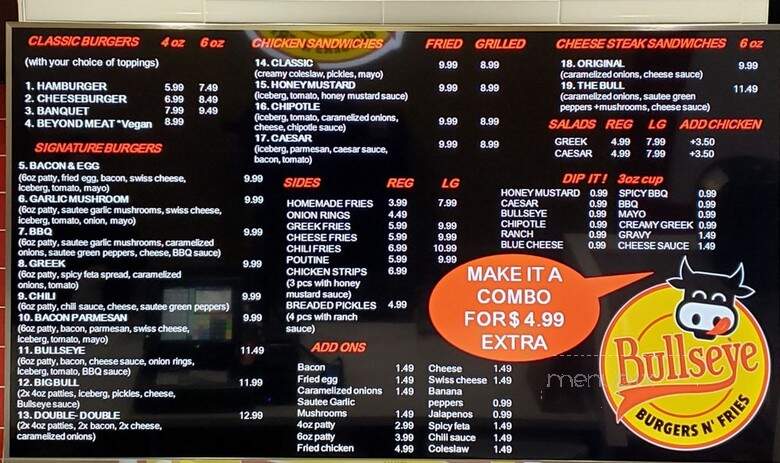 CLASSIC BURGERS 4 oz 6 oz
(with your choice of toppings)
1. HAMBURGER 5.99 7.49
2. CHEESEBURGER 6.99 8.49
3. BANQUET 7.99 9.49
4. BEYOND MEAT *Vegan 8.99
SIGNATURE BURGERS
5. BACON & EGG 9.99
(6oz patty, fried egg, bacon, swiss cheese,
Iceberg, tomato, mayo)
6. GARLIC MUSHROOM 9.99
(6oz patty, sautee garlic mushrooms, swiss cheese,
iceberg, tomato, onion, mayo)
7. BBQ 9.99
(6oz patty, sautee garlic mushrooms, caramelized
onions, sautee green peppers, cheese, BBQ sauce)
8. GREEK 9.99
(6oz patty, spicy feta spread, caramelized
onions, tomato)
9. CHILI 9.99
(6oz patty, chili sauce, cheese, sautee green peppers)
10. BACON PARMESAN 9.99
(6oz patty, bacon, parmesan, swiss cheese,
Iceberg, tomato, mayo)
11. BULLSEYE 11.49
(6oz patty, bacon, cheese sauce, onion rings,
iceberg, tomato, BBQ sauce)
12. BIG BULL 11.99
(2x 4oz patties, iceberg, pickles, cheese,
Bullseye sauce)
13. DOUBLE-DOUBLE 12.99
(2x 4oz patties, 2x bacon, 2x cheese,
caramelized onions)
CHICKEN SANDWICHES FRIED GRILLED
14. CLASSIC 9.99 8.99
(creamy coleslaw, pickles, mayo)
15. HONEY MUSTARD 9.99 8.99
(iceberg, tomato, honey mustard sauce)
16. CHIPOTLE
(Iceberg, tomato, caramelized onions, 9.99 8.99
cheese, chipotle sauce)
17. CAESAR 9.99 8.99
(Iceberg, parmesan, caesar sauce,
bacon, tomato)
SIDES REG LG
HOMEMADE FRIES 3.99 7.99
ONION RINGS 4.49
GREEK FRIES 5.99 9.99
CHEESE FRIES 5.99 9.99
CHILI FRIES 6.99 10.99
POUTINE 5.99 9.99
CHICKEN STRIPS 6.99
(3 pcs with honey
mustard sauce)
BREADED PICKLES 4.99
(4 pcs with ranch
sauce)
ADD ONS
Bacon 1.49 Cheese 1.49
Fried egg 1.49 Swiss cheese 1.49
Caramelized onions 1.49 Banana
Sautee Garlic peppers 0.99
Mushrooms 1.49 Jalapenos 0.99
4oz patty 2.99 Spicy feta 1.49
6oz patty 3.99 Chili sauce 1.49
Fried chicken 4.99 Coleslaw 1.49
CHEESE STEAK SANDWICHES 6 oz
18. ORIGINAL 9.99
(caramelized onions, cheese sauce)
19. THE BULL 11.49
(caramelized onions, sautee green
peppers +mushrooms, cheese sauce)
SALADS REG LG ADD CHICKEN
GREEK 4.99 7.99 +3.50
CAESAR 4.99 7.99 +3.50
DIP IT! 3oz cup
HONEY MUSTARD 0.99 SPICY BBQ 0.99
CAESAR 0.99 BBQ 0.99
BULLSEYE 0.99 MAYO 0.99
CHIPOTLE 0.99 CREAMY GREEK 0.99
RANCH 0.99 GRAVY 1.49
BLUE CHEESE 0.99 CHEESE SAUCE 1.49
MAKE IT A
COMBO
FOR $ 4.99
EXTRA
Bullseye
BURGERS N' FRIES